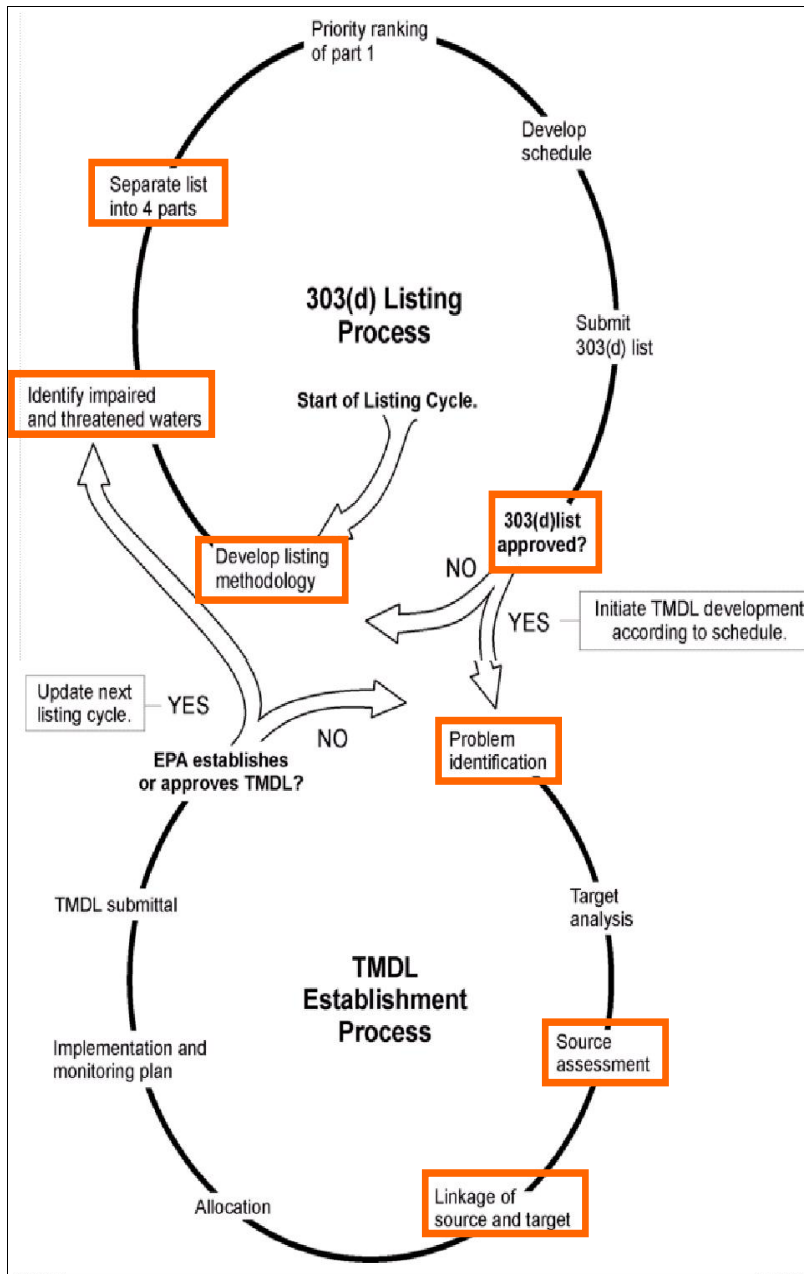 Priority ranking
of part 1
Develop
schedule
Separate list
into 4 parts
303(d) Listing
Process
Submit
303(d) list
Identify impaired
and threatened waters
Start of Listing Cycle.
303(d)list
approved?
Develop listing
methodology
NO
YES
Initiate TMDL development
according to schedule.
Update next
listing cycle.
YES
NO
EPA establishes
or approves TMDL?
Problem
identification
TMDL submittal
Target
analysis
TMDL
Establishment
Process
Implementation and
monitoring plan
Source
assessment
Allocation
Linkage of
source and target